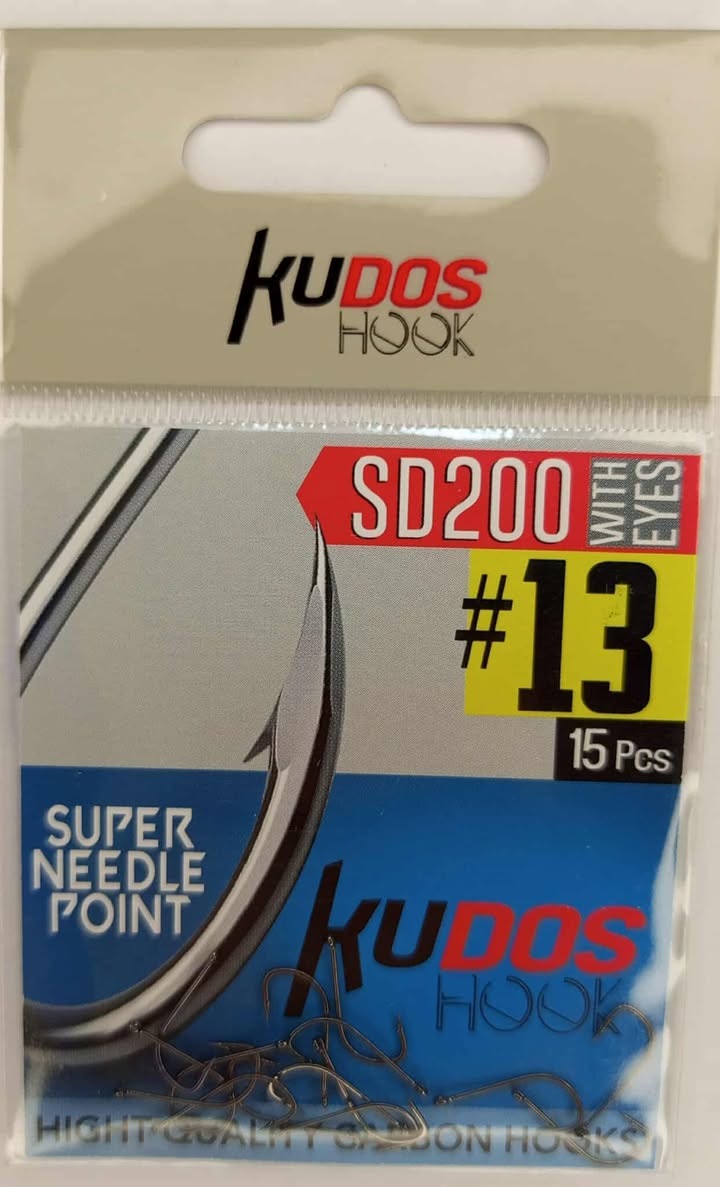 KUDOS
HOOK
SD200 WITH EYES
#13
15 Pcs
SUPER
NEEDLE
POINT
KUDOS
HOOK
HIGHT QUALITY CARBON HOOKS